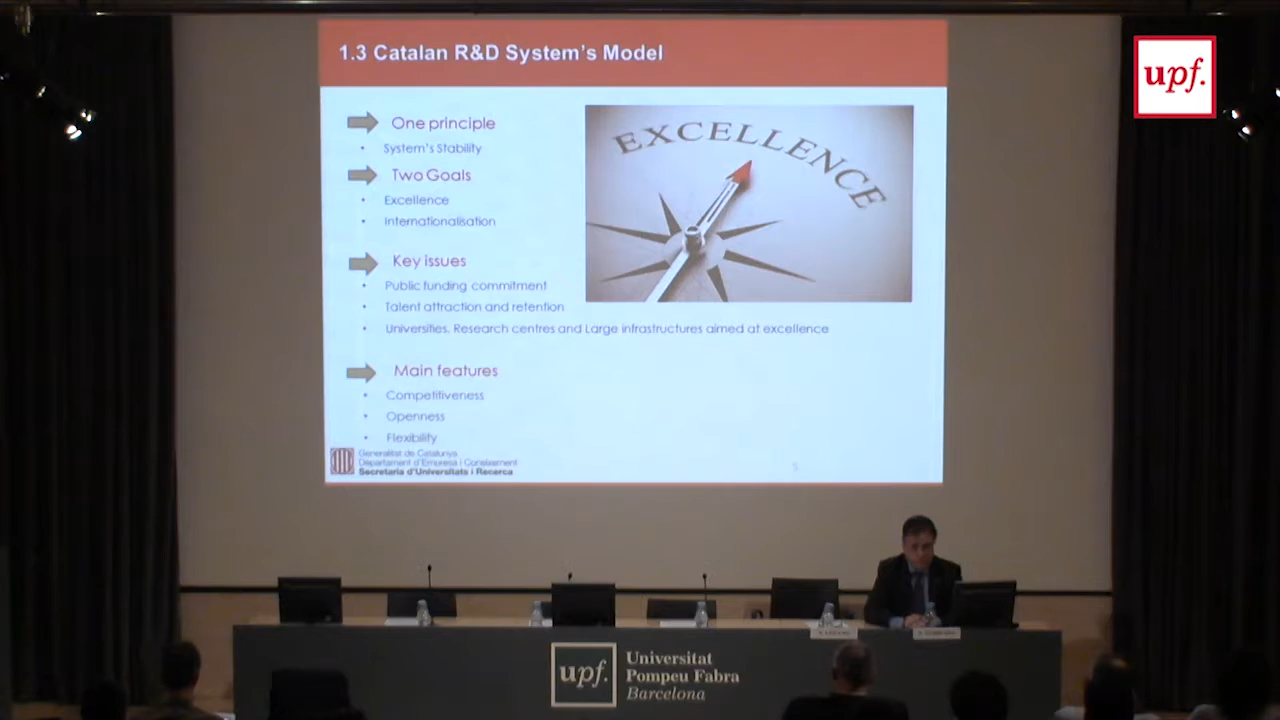 1.3 Catalan R&D System's Model
upf.
One principle
• System's Stability
Two Goals
• Excellence
• Internationalisation
EXCELLENCE
Key issues
• Public funding commitment
• Talent attraction and retention
• Universities, Research centres and Large infrastructures aimed at excellence
Main features
• Competitiveness
• Openness
• Flexibility
Generalitat de Catalunya
Departament d'Empresa i Coneixement
Secretaria d'Universitats i Recerca
5
upf.
Universitat
Pompeu Fabra
Barcelona